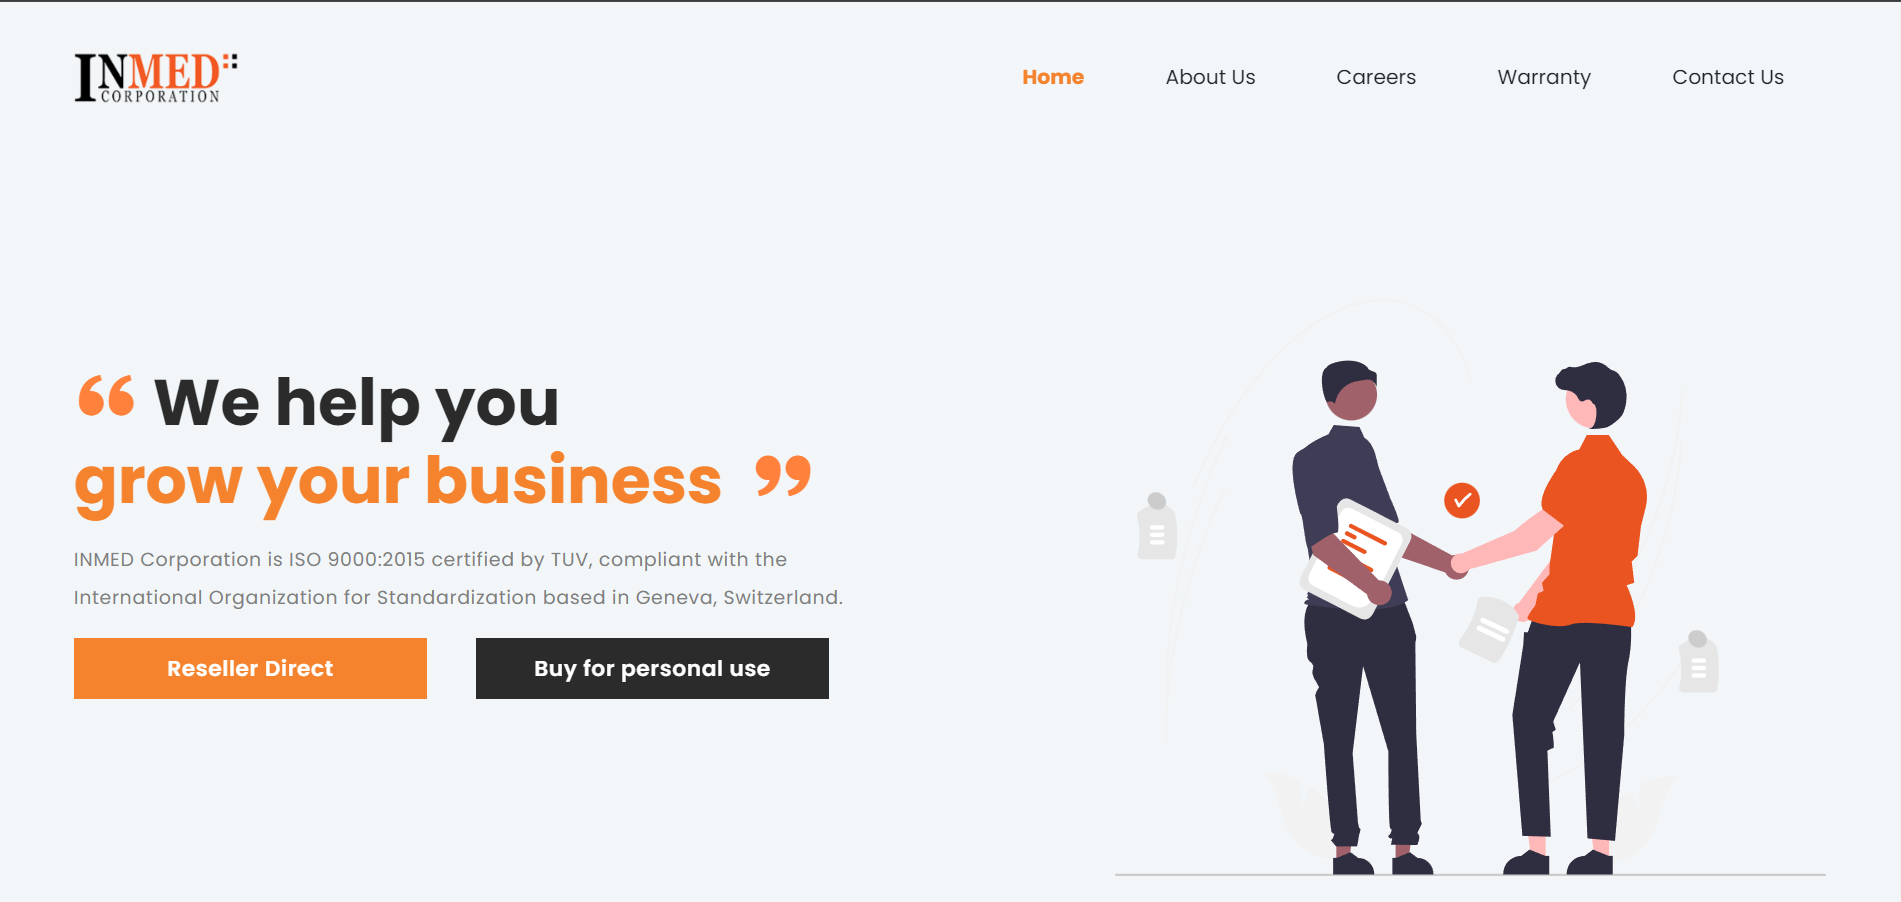 INMED
CORPORATION
Home
About Us
Careers
Warranty
Contact Us
“ We help you
grow your business ”
INMED Corporation is ISO 9000:2015 certified by TUV, compliant with the
International Organization for Standardization based in Geneva, Switzerland.
Reseller Direct
Buy for personal use